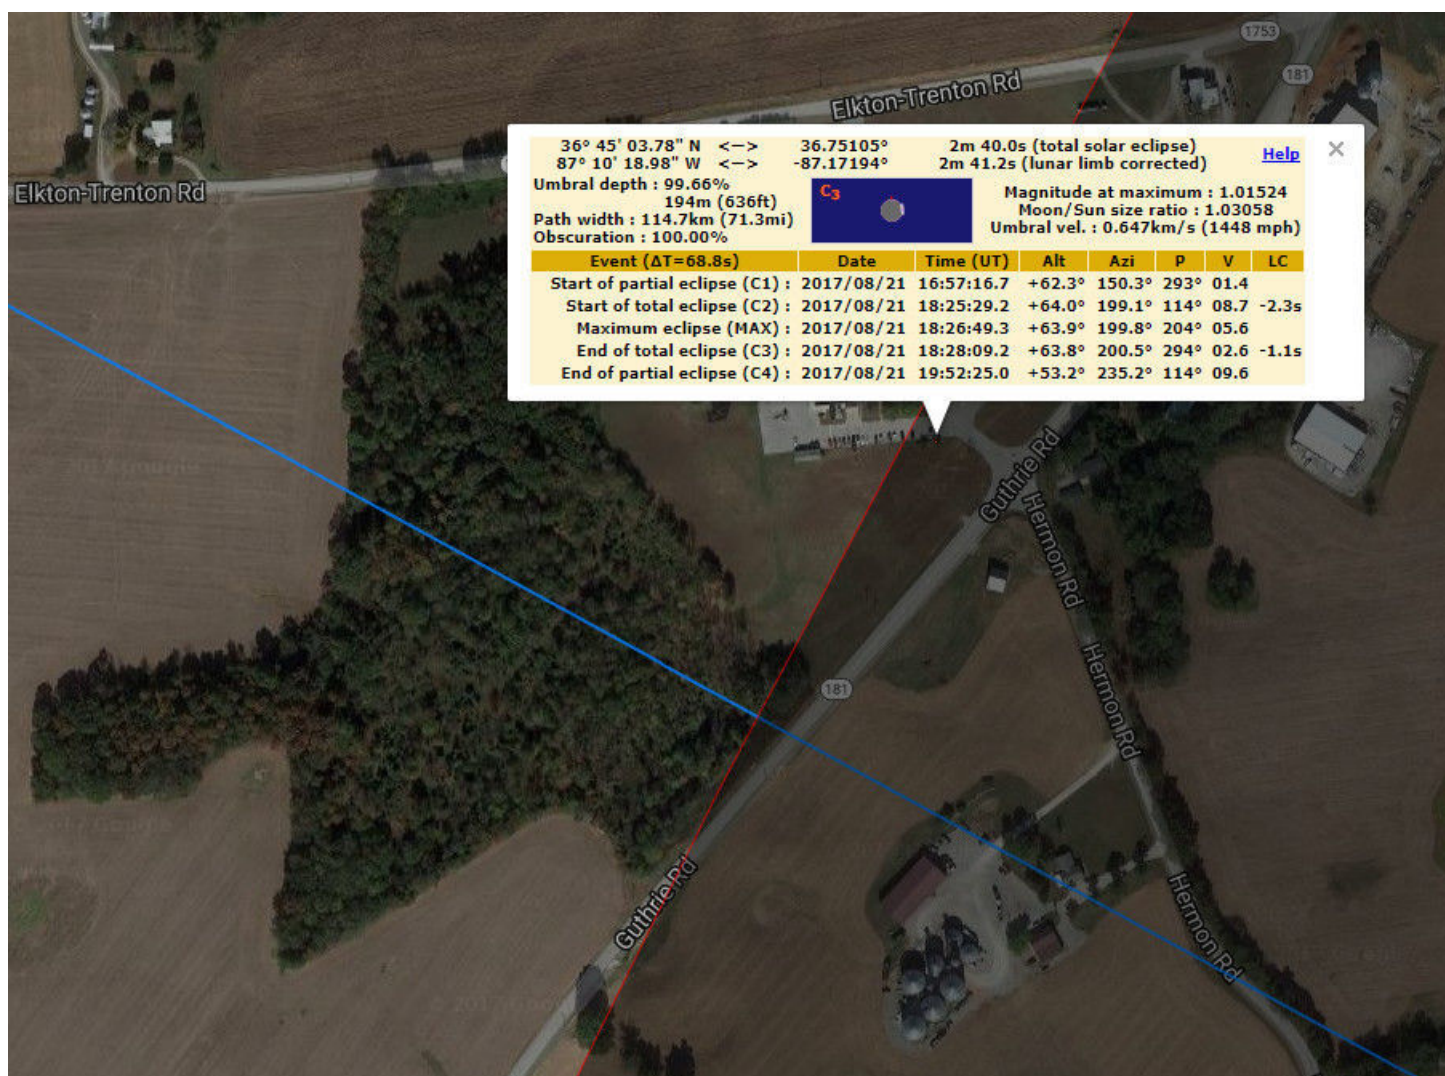 1753
181
Elkton-Trenton Rd
36° 45' 03.78" N <—> 36.75105° 2m 40.0s (total solar eclipse)
87° 10' 18.98" W <—> -87.17194° 2m 41.2s (lunar limb corrected)
Help
×
Umbral depth : 99.66%
194m (636ft)
Path width : 114.7km (71.3mi)
Obscuration : 100.00%
C3
Magnitude at maximum : 1.01524
Moon/Sun size ratio : 1.03058
Umbral vel. : 0.647km/s (1448 mph)
Elkton-Trenton Rd
Event (ΔT=68.8s) Date Time (UT) Alt Azi P V LC
Start of partial eclipse (C1) : 2017/08/21 16:57:16.7 +62.3° 150.3° 293° 01.4
Start of total eclipse (C2) : 2017/08/21 18:25:29.2 +64.0° 199.1° 114° 08.7 -2.3s
Maximum eclipse (MAX) : 2017/08/21 18:26:49.3 +63.9° 199.8° 204° 05.6
End of total eclipse (C3) : 2017/08/21 18:28:09.2 +63.8° 200.5° 294° 02.6 -1.1s
End of partial eclipse (C4) : 2017/08/21 19:52:25.0 +53.2° 235.2° 114° 09.6
Guthrie Rd
Hermon Rd
Hermon Rd
181
Guthrie Rd
Hermon Rd